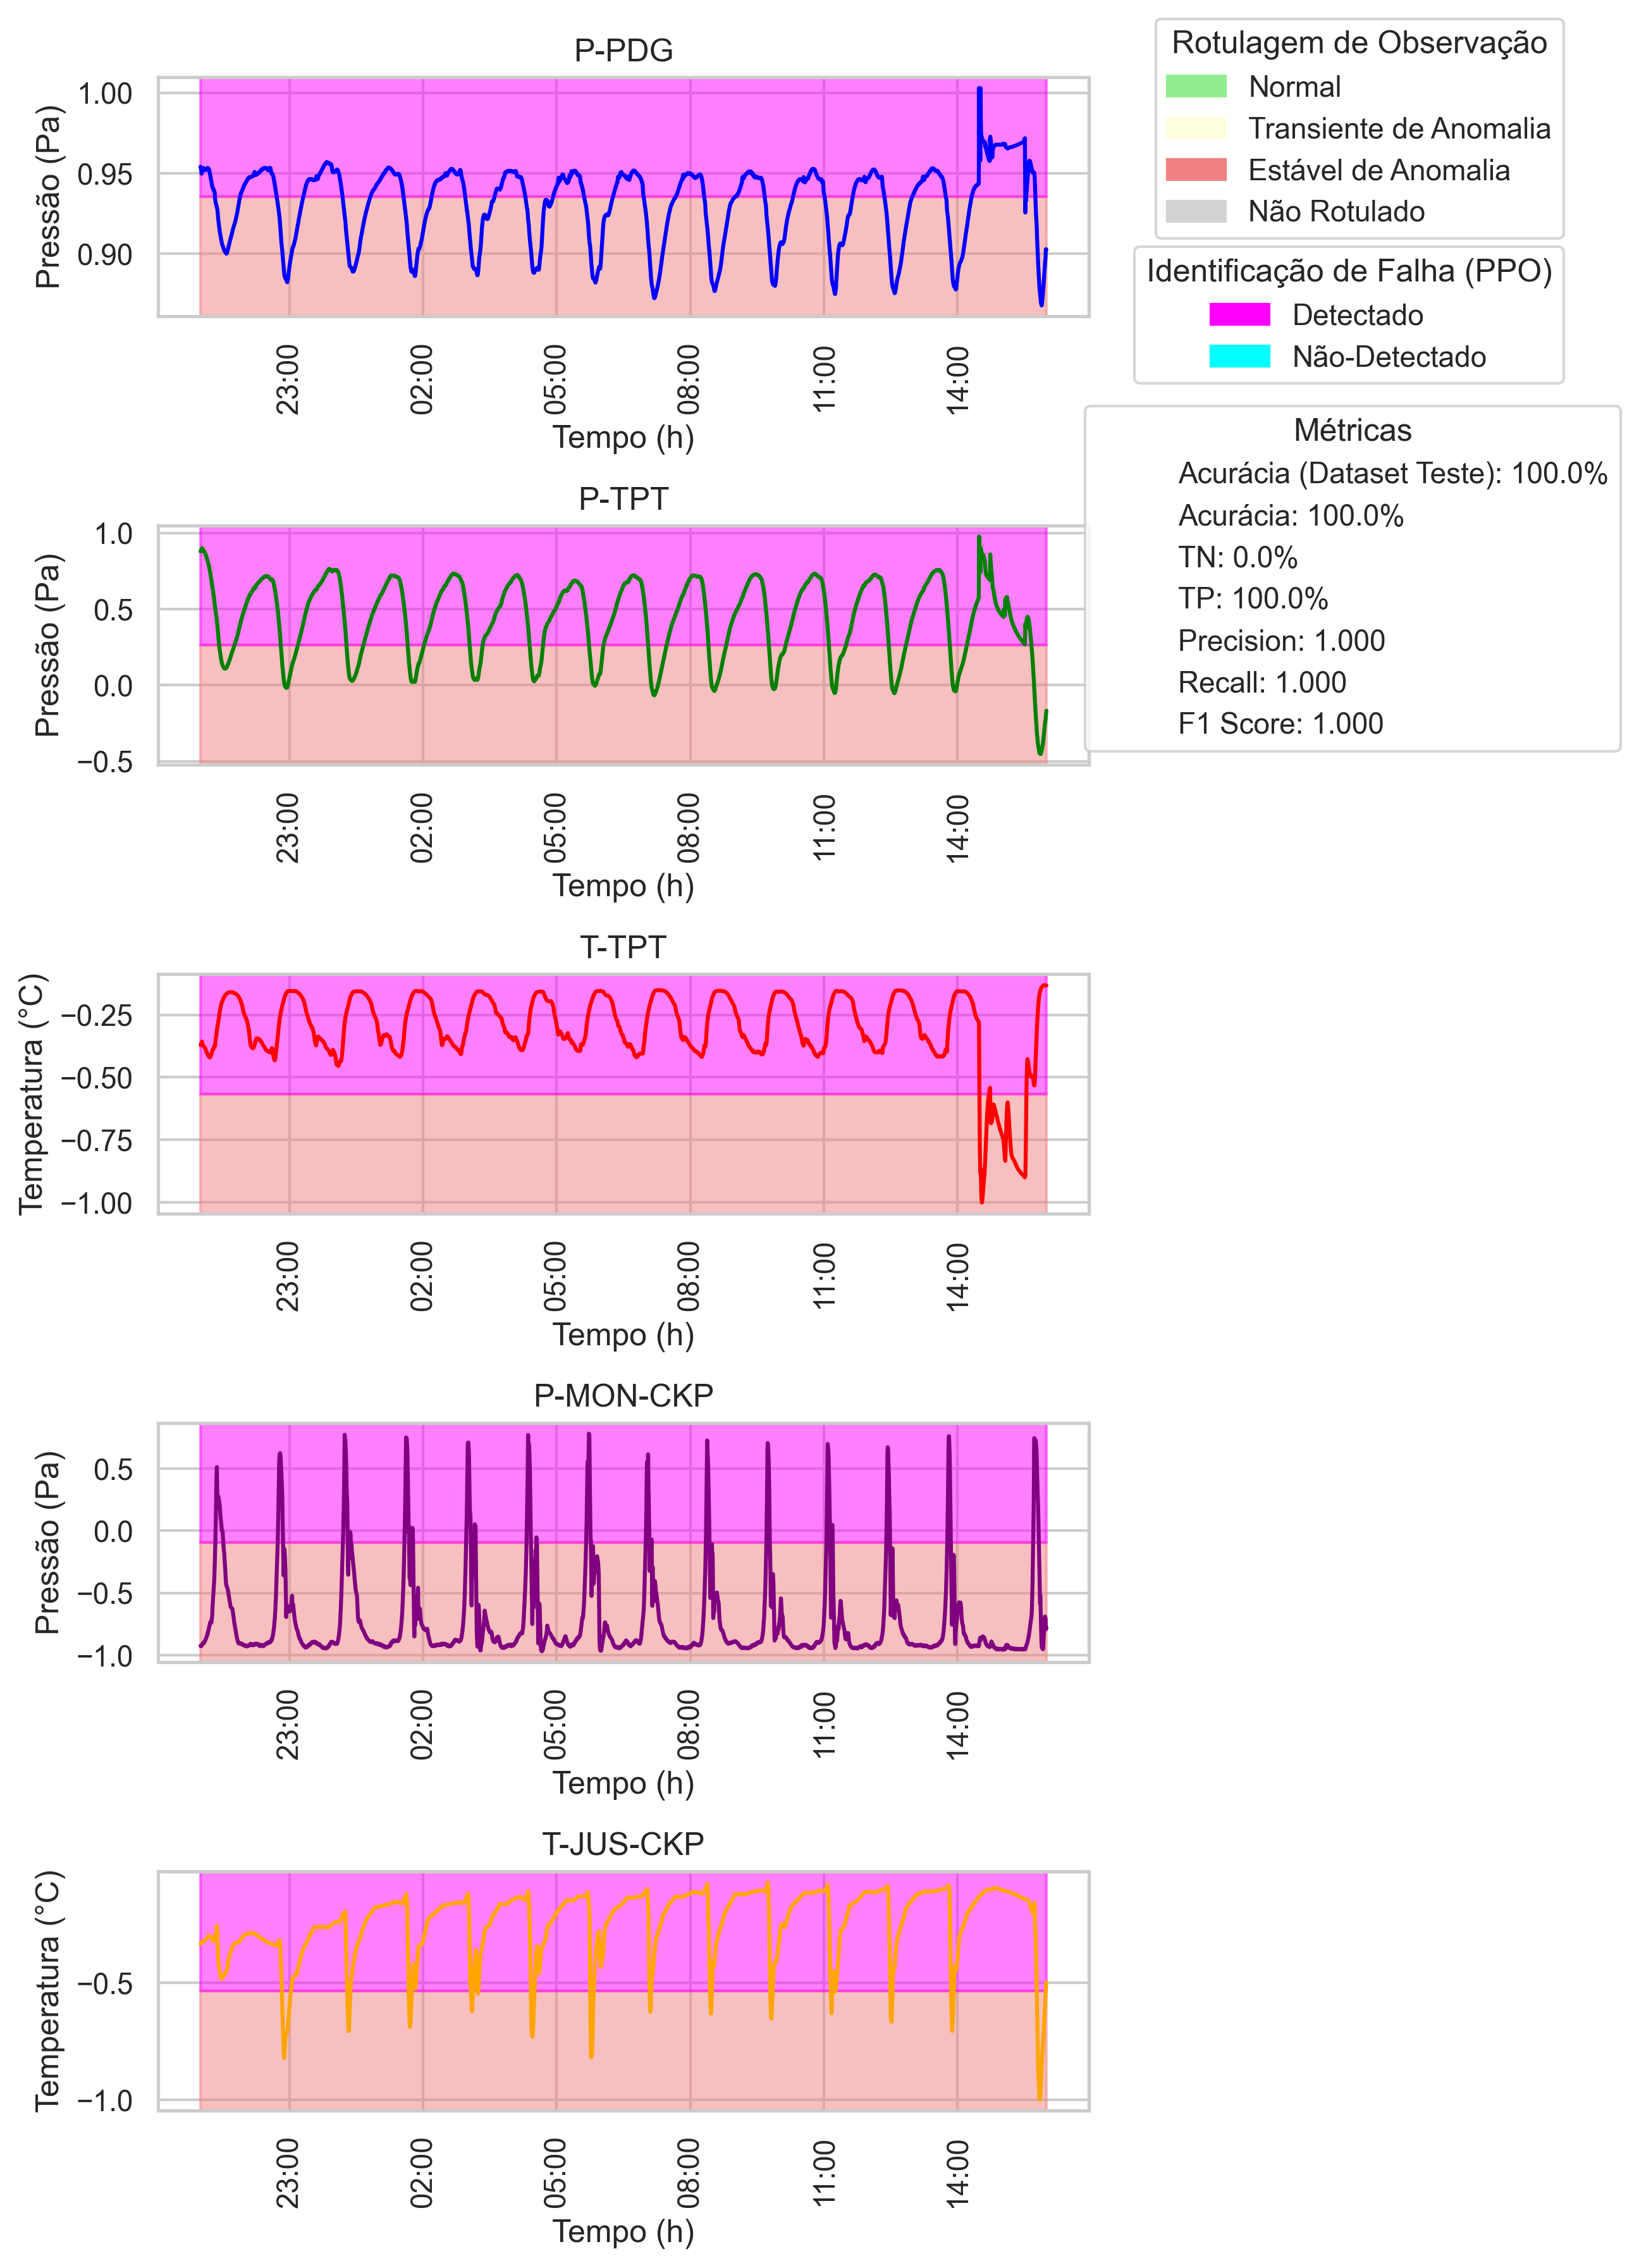 P-PDG
Pressão (Pa)
1.00
0.95
0.90
23:00
02:00
05:00
08:00
11:00
14:00
Tempo (h)
Rotulagem de Observação
Normal
Transiente de Anomalia
Estável de Anomalia
Não Rotulado
Identificação de Falha (PPO)
Detectado
Não-Detectado
Métricas
Acurácia (Dataset Teste): 100.0%
Acurácia: 100.0%
TN: 0.0%
TP: 100.0%
Precision: 1.000
Recall: 1.000
F1 Score: 1.000
P-TPT
Pressão (Pa)
1.0
0.5
0.0
−0.5
23:00
02:00
05:00
08:00
11:00
14:00
Tempo (h)
T-TPT
Temperatura (°C)
−0.25
−0.50
−0.75
−1.00
23:00
02:00
05:00
08:00
11:00
14:00
Tempo (h)
P-MON-CKP
Pressão (Pa)
0.5
0.0
−0.5
−1.0
23:00
02:00
05:00
08:00
11:00
14:00
Tempo (h)
T-JUS-CKP
Temperatura (°C)
−0.5
−1.0
23:00
02:00
05:00
08:00
11:00
14:00
Tempo (h)